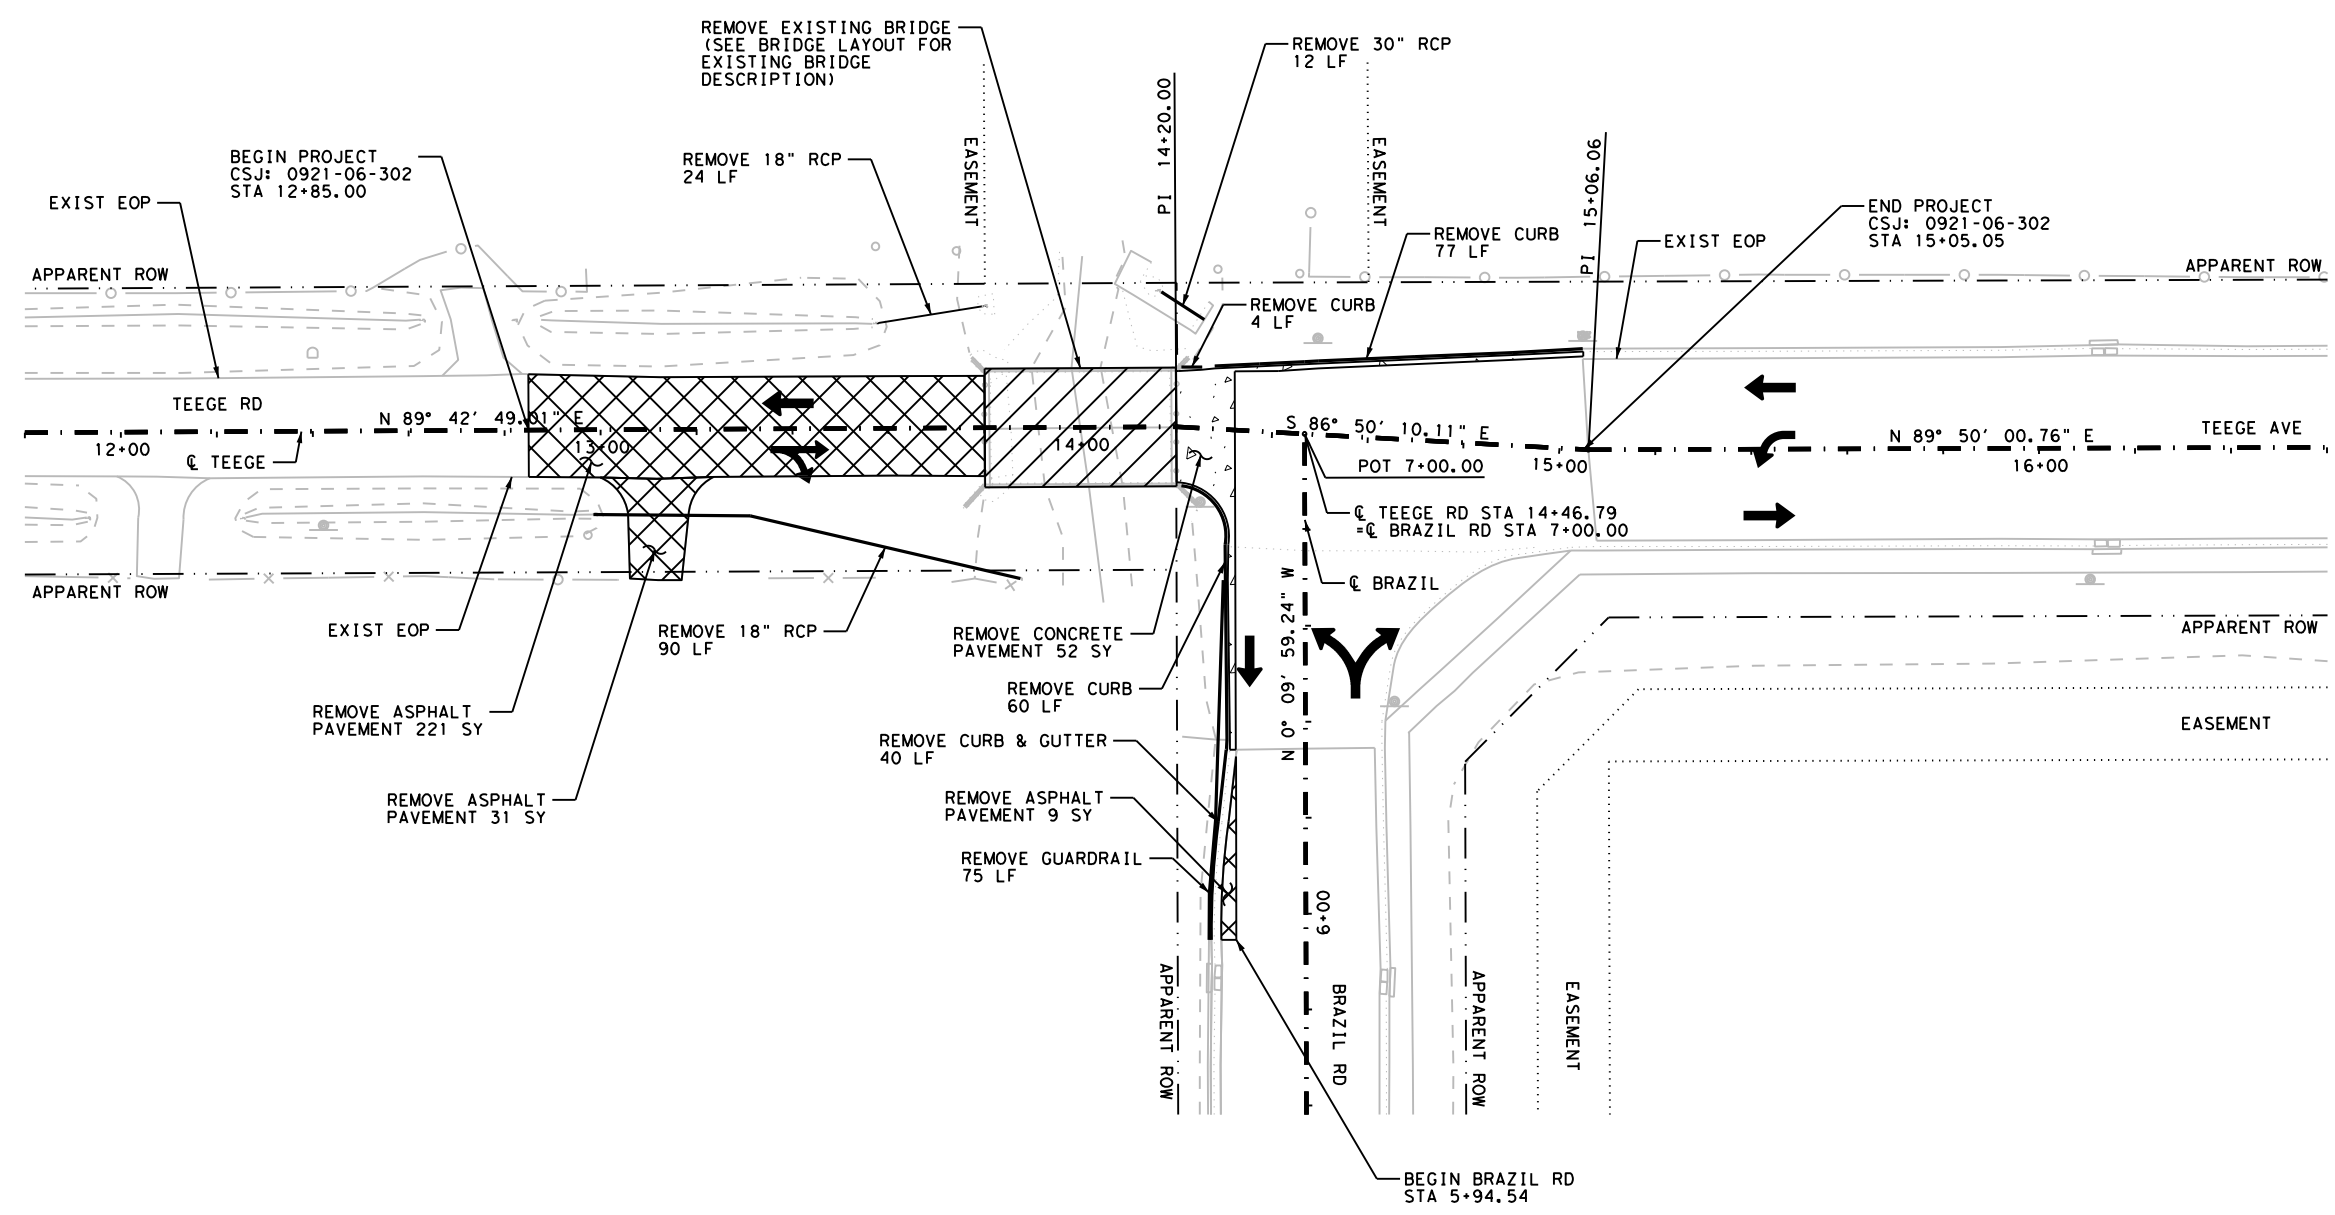 REMOVE EXISTING BRIDGE
(SEE BRIDGE LAYOUT FOR
EXISTING BRIDGE
DESCRIPTION)
REMOVE 30" RCP
12 LF
PI 14+20.00
EASEMENT
EASEMENT
PI 15+06.06
BEGIN PROJECT
CSJ: 0921-06-302
STA 12+85.00
REMOVE 18" RCP
24 LF
EXIST EOP
END PROJECT
CSJ: 0921-06-302
STA 15+05.05
REMOVE CURB
77 LF
EXIST EOP
APPARENT ROW
APPARENT ROW
REMOVE CURB
4 LF
TEEGE RD
N 89° 42' 49.01" E
S 86° 50' 10.11" E
N 89° 50' 00.76" E
TEEGE AVE
12+00
13+00
14+00
15+00
16+00
℄ TEEGE
POT 7+00.00
℄ TEEGE RD STA 14+46.79
=℄ BRAZIL RD STA 7+00.00
℄ BRAZIL
APPARENT ROW
EXIST EOP
REMOVE 18" RCP
90 LF
REMOVE CONCRETE
PAVEMENT 52 SY
N 0° 09' 59.24" W
APPARENT ROW
REMOVE CURB
60 LF
REMOVE ASPHALT
PAVEMENT 221 SY
EASEMENT
REMOVE CURB & GUTTER
40 LF
REMOVE ASPHALT
PAVEMENT 31 SY
REMOVE ASPHALT
PAVEMENT 9 SY
REMOVE GUARDRAIL
75 LF
6+00
APPARENT ROW
BRAZIL RD
APPARENT ROW
EASEMENT
BEGIN BRAZIL RD
STA 5+94.54